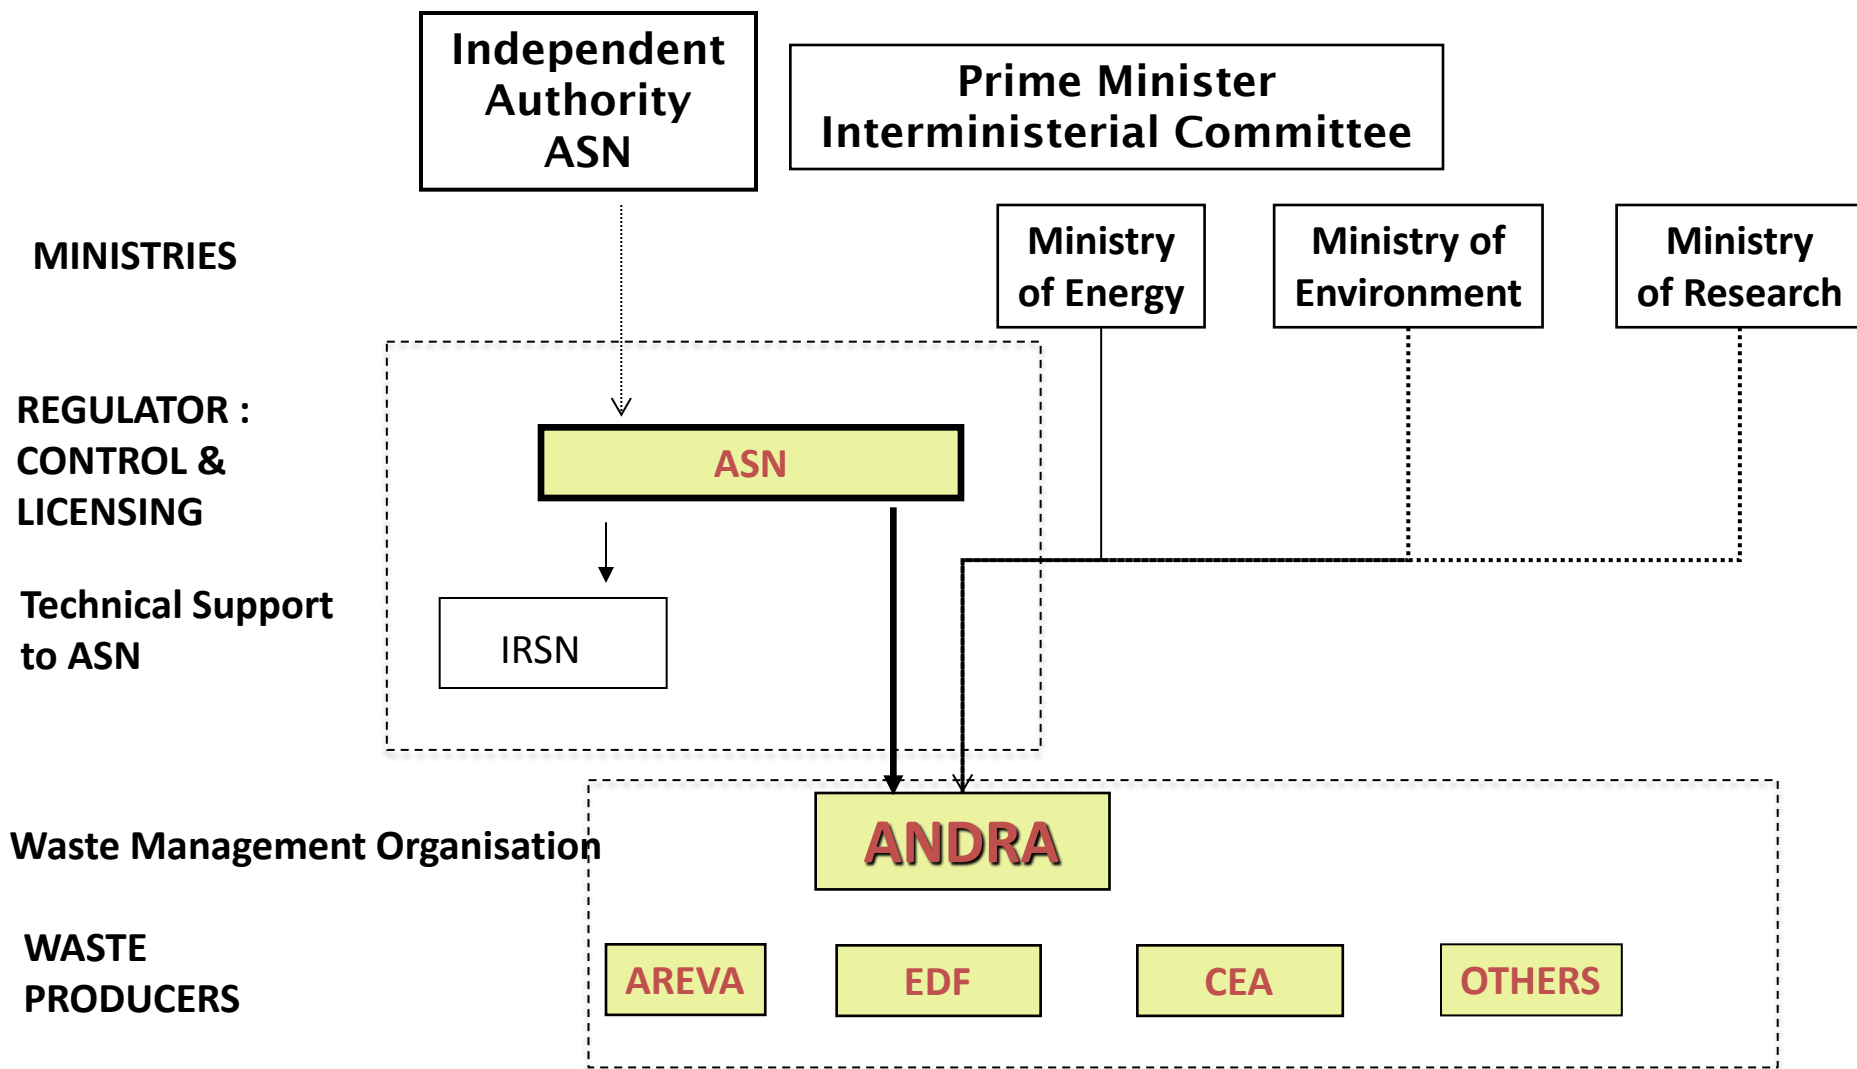 Independent
Authority
ASN
Prime Minister
Interministerial Committee
MINISTRIES
Ministry
of Energy
Ministry of
Environment
Ministry
of Research
REGULATOR :
CONTROL &
LICENSING
ASN
Technical Support
to ASN
IRSN
Waste Management Organisation
ANDRA
WASTE
PRODUCERS
AREVA
EDF
CEA
OTHERS